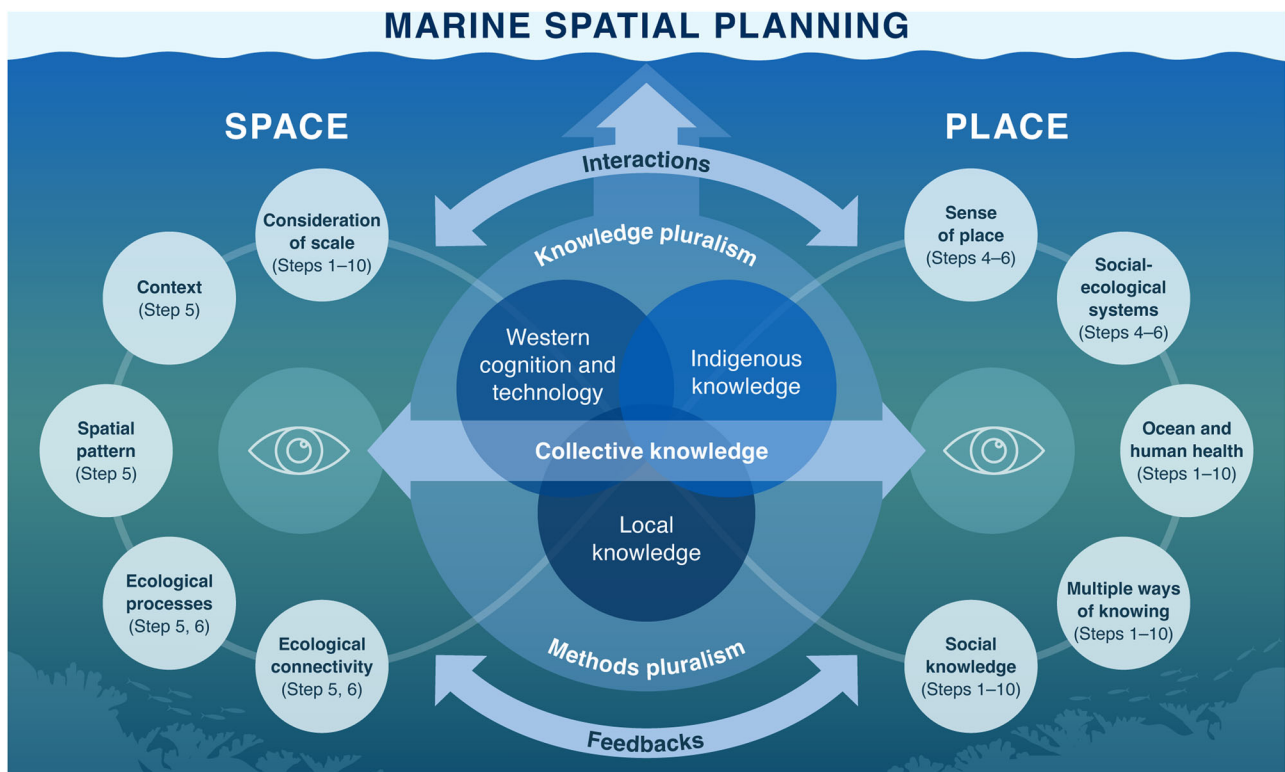 MARINE SPATIAL PLANNING
SPACE
PLACE
Interactions
Consideration
of scale
(Steps 1–10)
Context
(Step 5)
Spatial
pattern
(Step 5)
Ecological
processes
(Step 5, 6)
Ecological
connectivity
(Step 5, 6)
Knowledge pluralism
Western
cognition and
technology
Indigenous
knowledge
Collective knowledge
Local
knowledge
Methods pluralism
Feedbacks
Sense
of place
(Steps 4–6)
Social-
ecological
systems
(Steps 4–6)
Ocean and
human health
(Steps 1–10)
Multiple ways
of knowing
(Steps 1–10)
Social
knowledge
(Steps 1–10)